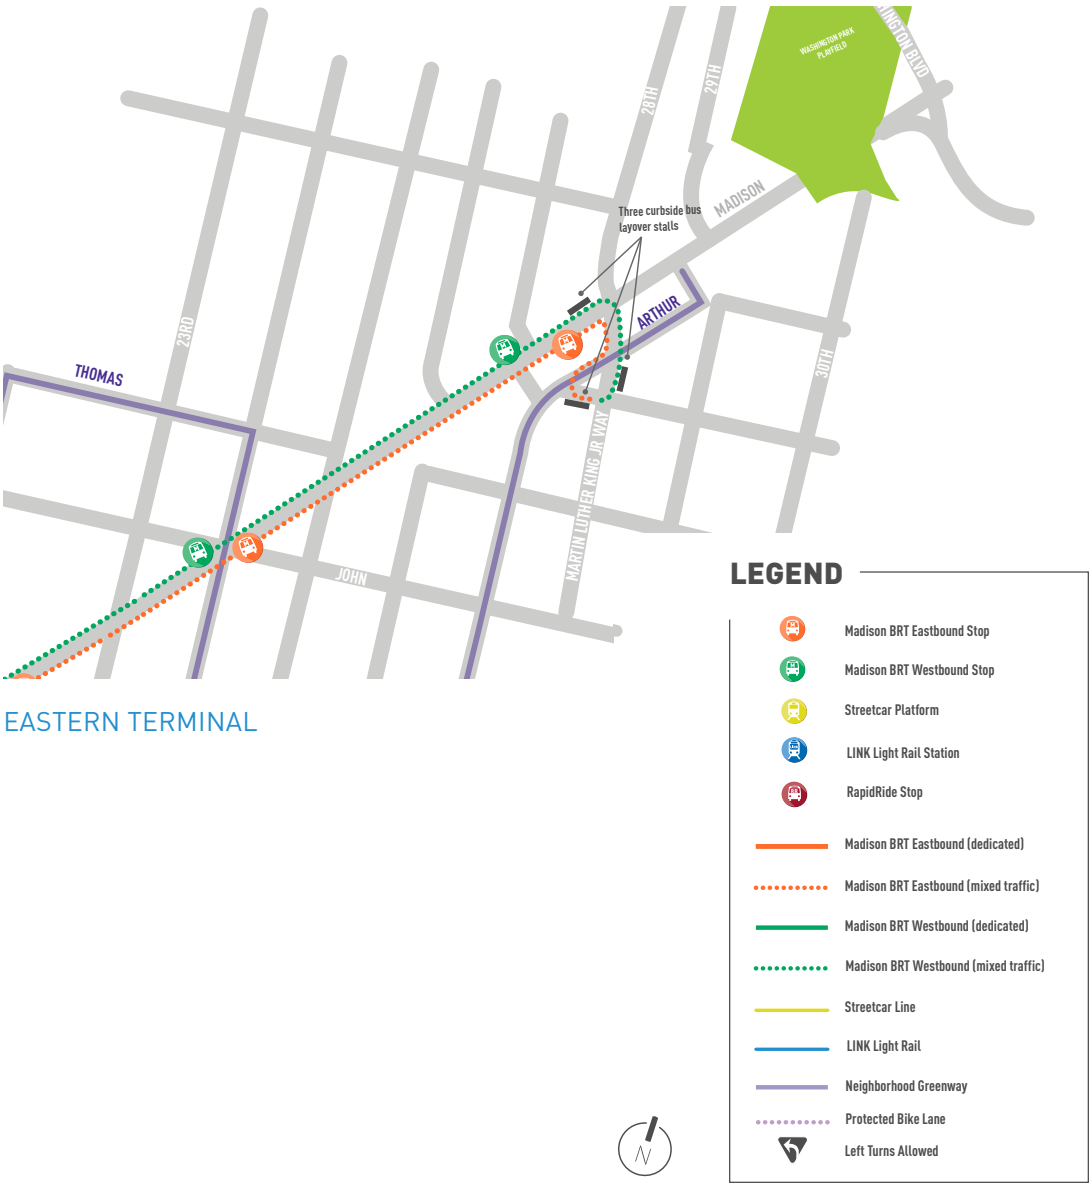 WASHINGTON PARK
PLAYFIELD
HINGTON BLVD
28TH
29TH
MADISON
Three curbside bus
layover stalls
23RD
ARTHUR
30TH
THOMAS
MARTIN LUTHER KING JR WAY
JOHN
EASTERN TERMINAL
LEGEND
Madison BRT Eastbound Stop
Madison BRT Westbound Stop
Streetcar Platform
LINK Light Rail Station
RapidRide Stop
Madison BRT Eastbound (dedicated)
Madison BRT Eastbound (mixed traffic)
Madison BRT Westbound (dedicated)
Madison BRT Westbound (mixed traffic)
Streetcar Line
LINK Light Rail
Neighborhood Greenway
Protected Bike Lane
Left Turns Allowed
N